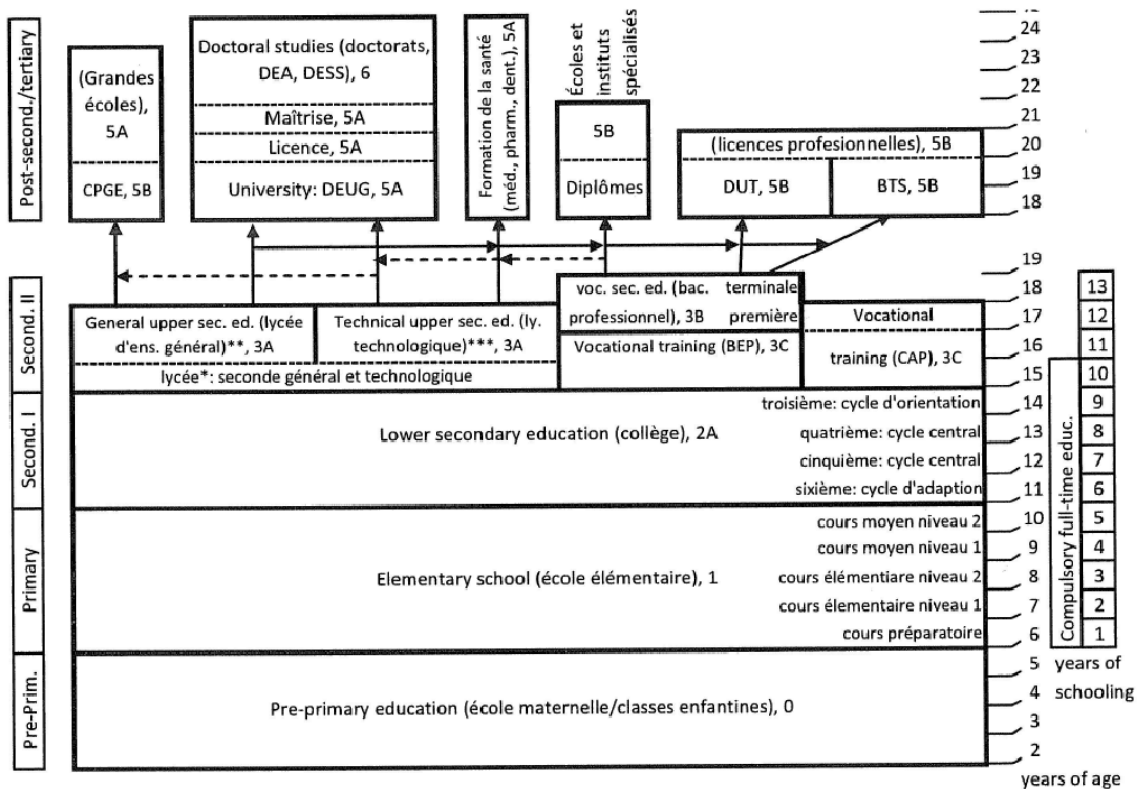 Post-second./tertiary
(Grandes
écoles),
5A
CPGE, 5B
Doctoral studies (doctorats,
DEA, DESS), 6
Maîtrise, 5A
Licence, 5A
University: DEUG, 5A
Formation de la santé
(méd., pharm., dent.), 5A
Écoles et
instituts
spécialisés
5B
Diplômes
(licences profesionnelles), 5B
DUT, 5B
BTS, 5B
24
23
22
21
20
19
18
Second. II
General upper sec. ed. (lycée
d'ens. général)**, 3A
Technical upper sec. ed. (ly.
technologique)***, 3A
lycée*: seconde général et technologique
voc. sec. ed. (bac. terminale
professionnel), 3B première
Vocational training (BEP), 3C
Vocational
training (CAP), 3C
19
18
17
16
15
13
12
11
10
Second. I
Lower secondary education (collège), 2A
troisième: cycle d'orientation
quatrième: cycle central
cinquième: cycle central
sixième: cycle d'adaption
14
13
12
11
9
8
7
6
Primary
Elementary school (école élémentaire), 1
cours moyen niveau 2
cours moyen niveau 1
cours élémentiare niveau 2
cours élementaire niveau 1
cours préparatoire
10
9
8
7
6
5
4
3
2
1
Compulsory full-time educ.
Pre-Prim.
Pre-primary education (école maternelle/classes enfantines), 0
5
4
3
2
years of
schooling
years of age